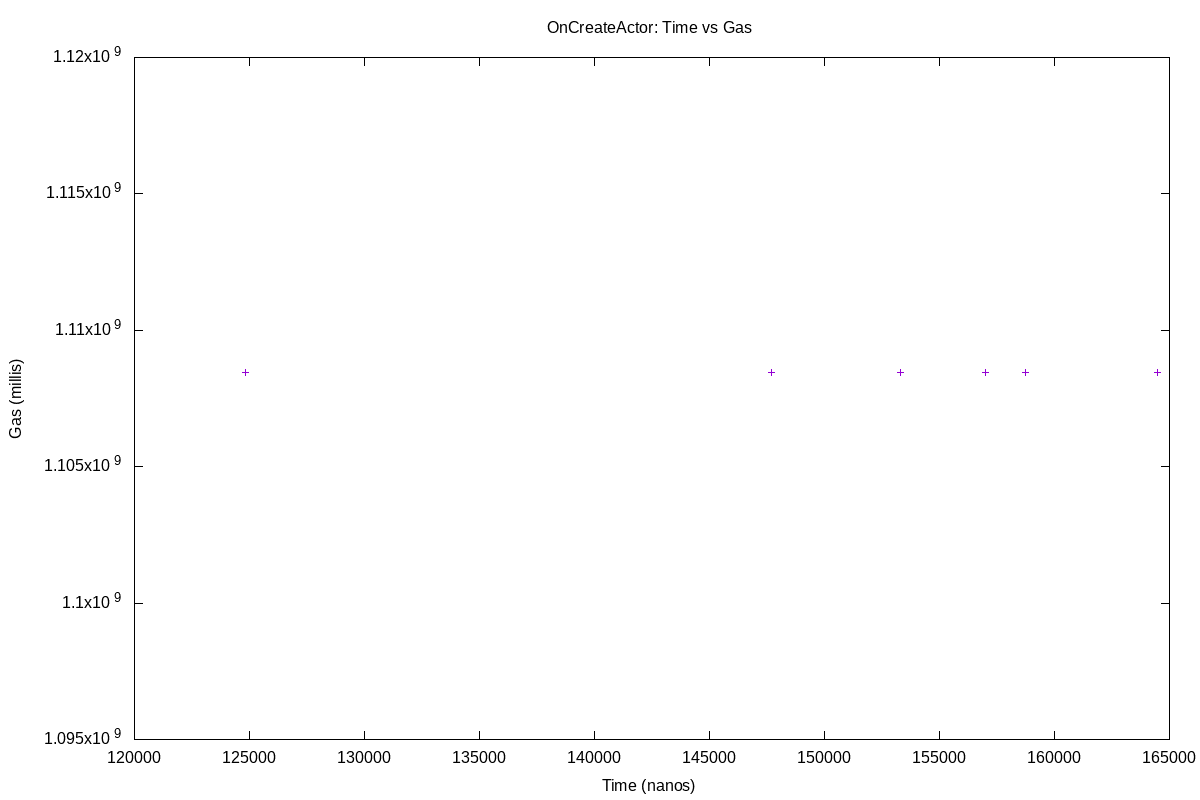 OnCreateActor: Time vs Gas
1.12x10 9
1.115x10 9
1.11x10 9
1.105x10 9
1.1x10 9
1.095x10 9
Gas (millis)
120000 125000 130000 135000 140000 145000 150000 155000 160000 165000
Time (nanos)